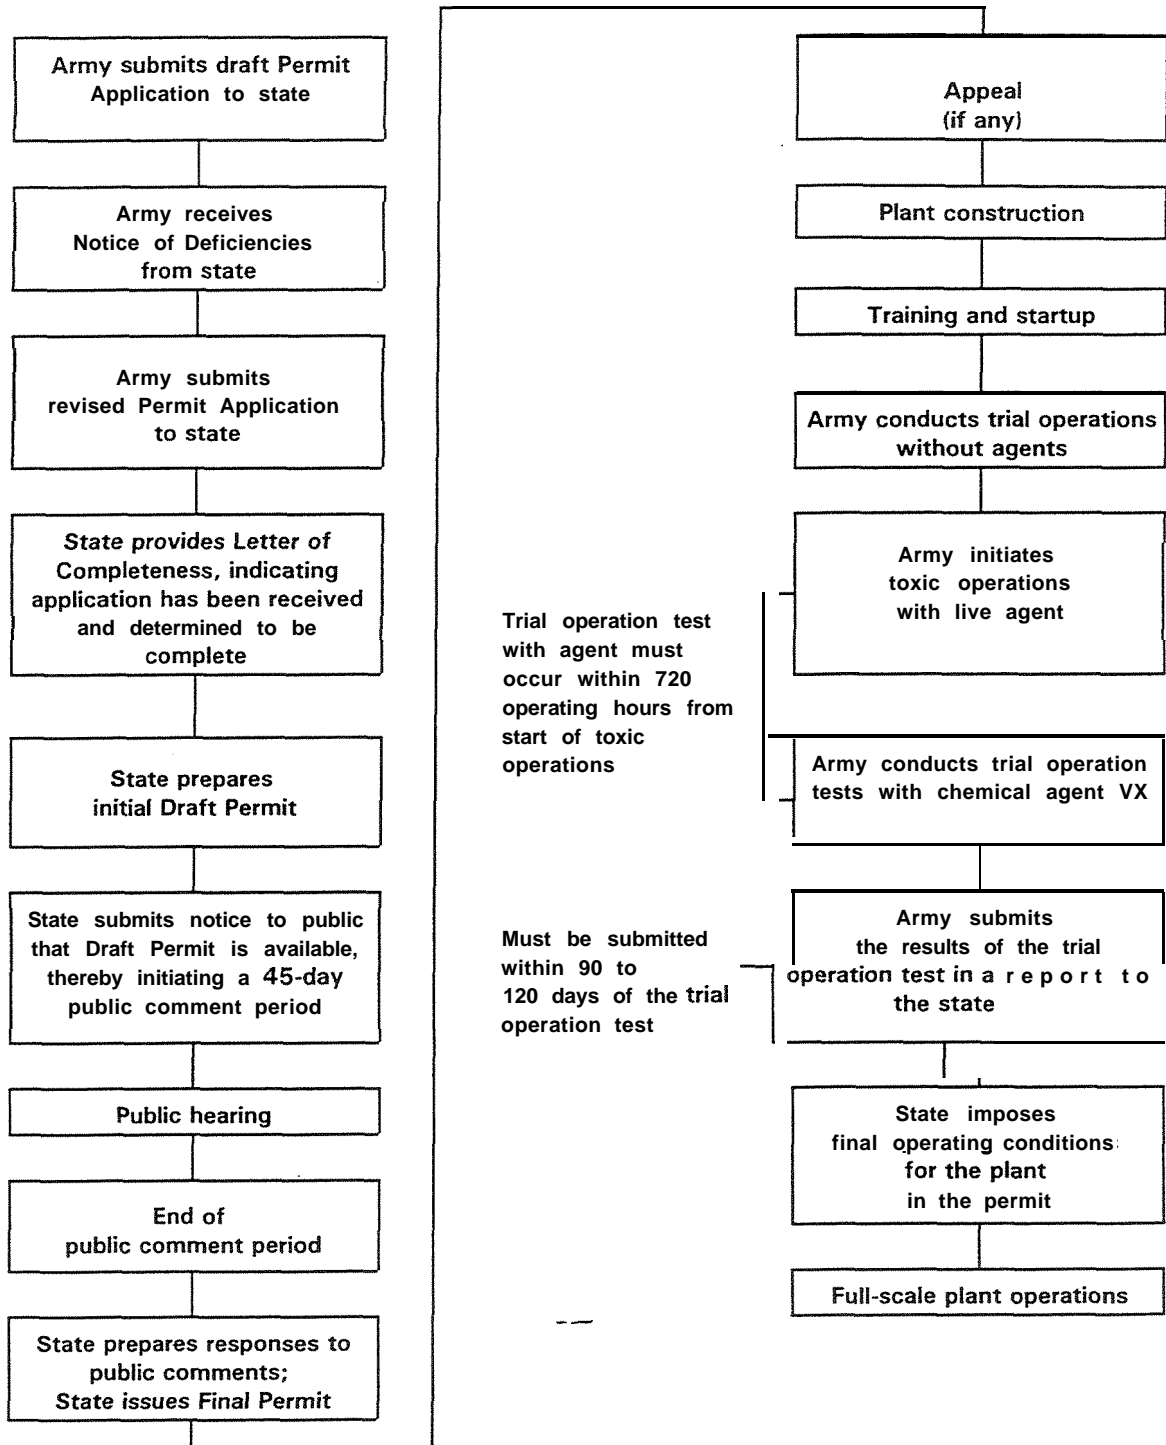 Army submits draft Permit
Application to state
Army receives
Notice of Deficiencies
from state
Army submits
revised Permit Application
to state
State provides Letter of
Completeness, indicating
application has been received
and determined to be
complete
State prepares
initial Draft Permit
State submits notice to public
that Draft Permit is available,
thereby initiating a 45-day
public comment period
Public hearing
End of
public comment period
State prepares responses to
public comments;
State issues Final Permit
Appeal
(if any)
Plant construction
Training and startup
Army conducts trial operations
without agents
Army initiates
toxic operations
with live agent
Trial operation test
with agent must
occur within 720
operating hours from
start of toxic
operations
Army conducts trial operation
tests with chemical agent VX
Must be submitted
within 90 to
120 days of the trial
operation test
Army submits
the results of the trial
operation test in a report to
the state
State imposes
final operating conditions
for the plant
in the permit
Full-scale plant operations